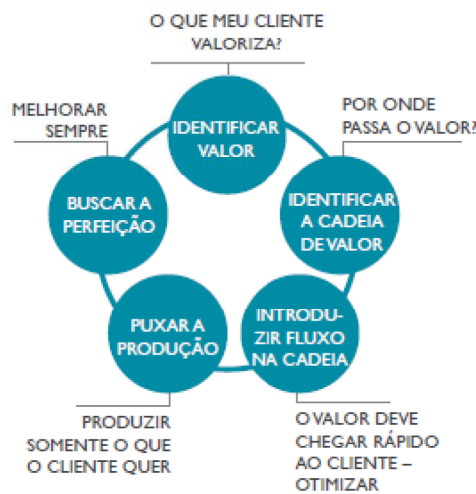 O QUE MEU CLIENTE
VALORIZA?
IDENTIFICAR
VALOR
POR ONDE
PASSA O VALOR?
IDENTIFICAR
A CADEIA
DE VALOR
INTRODU-
ZIR FLUXO
NA CADEIA
O VALOR DEVE
CHEGAR RÁPIDO
AO CLIENTE –
OTIMIZAR
PUXAR A
PRODUÇÃO
PRODUZIR
SOMENTE O QUE
O CLIENTE QUER
BUSCAR A
PERFEIÇÃO
MELHORAR
SEMPRE